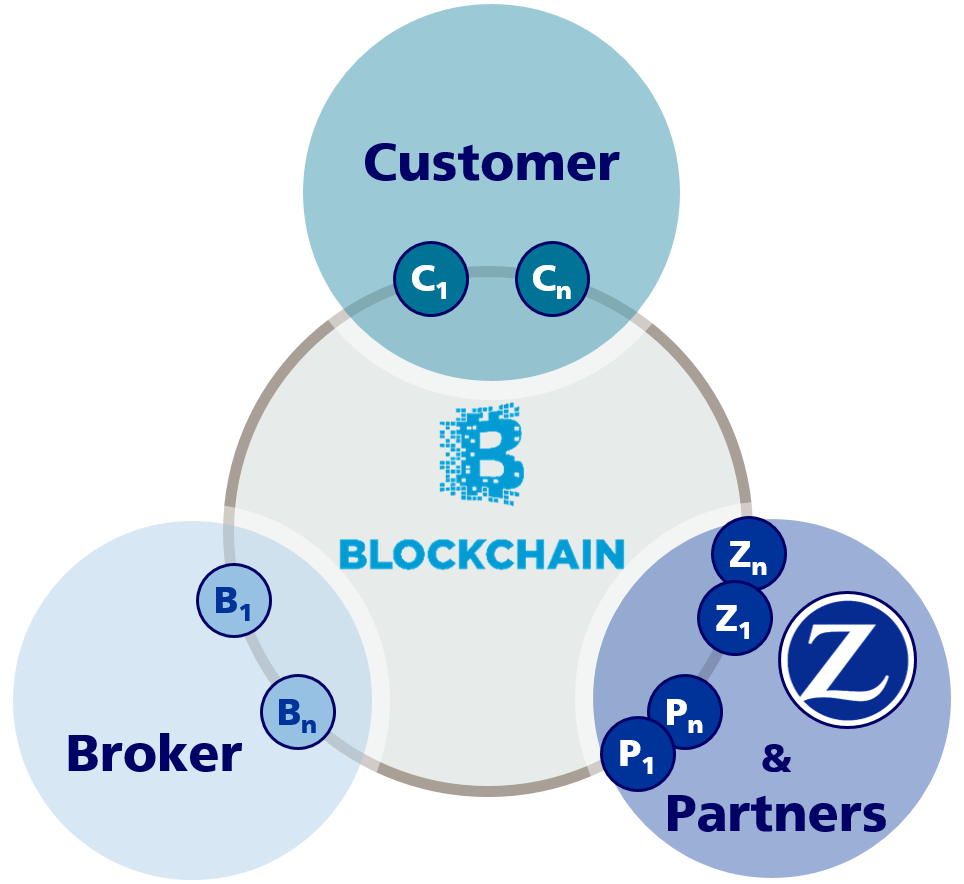 Customer
C1 Cn
BLOCKCHAIN
Zn
B1
Z1
Z
Bn
Pn
P1
Broker
&
Partners